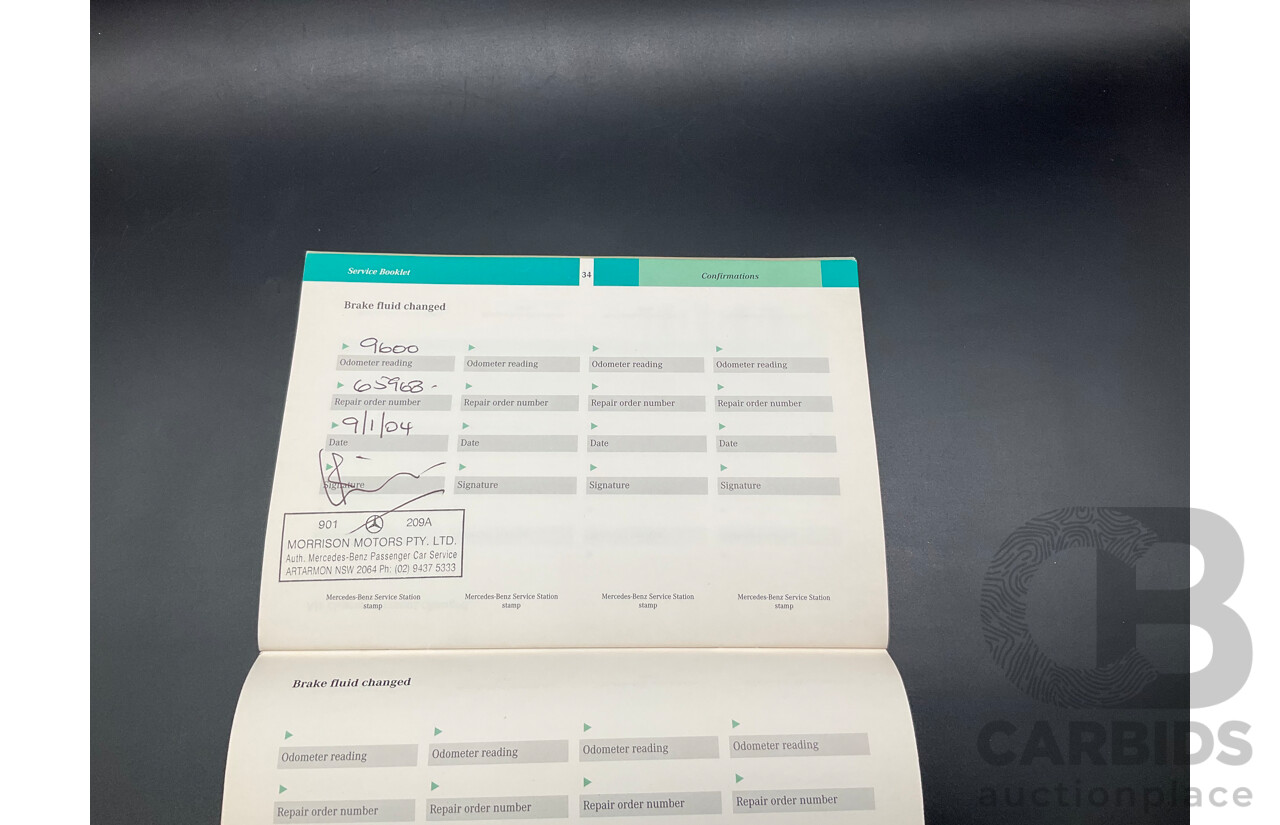 Service Booklet 34 Confirmations
Brake fluid changed
9600
Odometer reading Odometer reading Odometer reading Odometer reading
65968 -
Repair order number Repair order number Repair order number Repair order number
9/1/04
Date Date Date Date
Signature Signature Signature Signature
901 209A
MORRISON MOTORS PTY. LTD.
Auth. Mercedes-Benz Passenger Car Service
ARTARMON NSW 2064 Ph: (02) 9437 5333
Mercedes-Benz Service Station Mercedes-Benz Service Station Mercedes-Benz Service Station Mercedes-Benz Service Station
stamp stamp stamp stamp
Brake fluid changed
Odometer reading Odometer reading Odometer reading Odometer reading
Repair order number Repair order number Repair order number Repair order number
CARBIDS
auctionplace